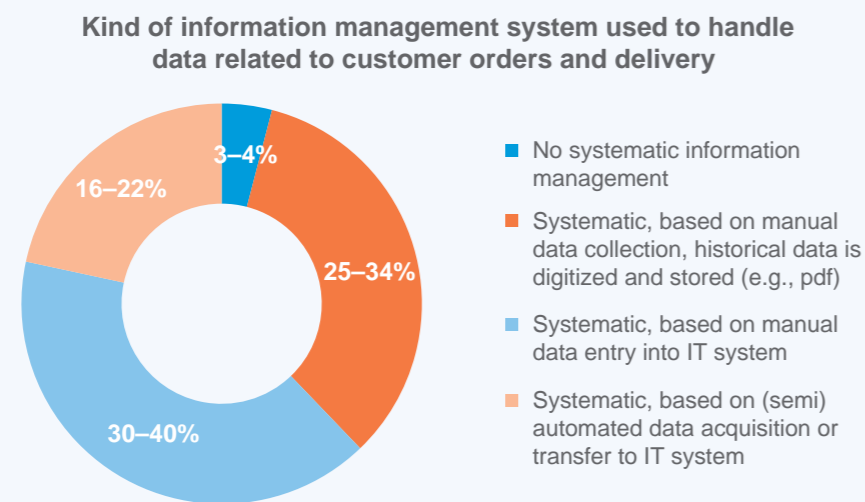 Kind of information management system used to handle
data related to customer orders and delivery
3–4%
16–22%
25–34%
30–40%
No systematic information
management
Systematic, based on manual
data collection, historical data is
digitized and stored (e.g., pdf)
Systematic, based on manual
data entry into IT system
Systematic, based on (semi)
automated data acquisition or
transfer to IT system